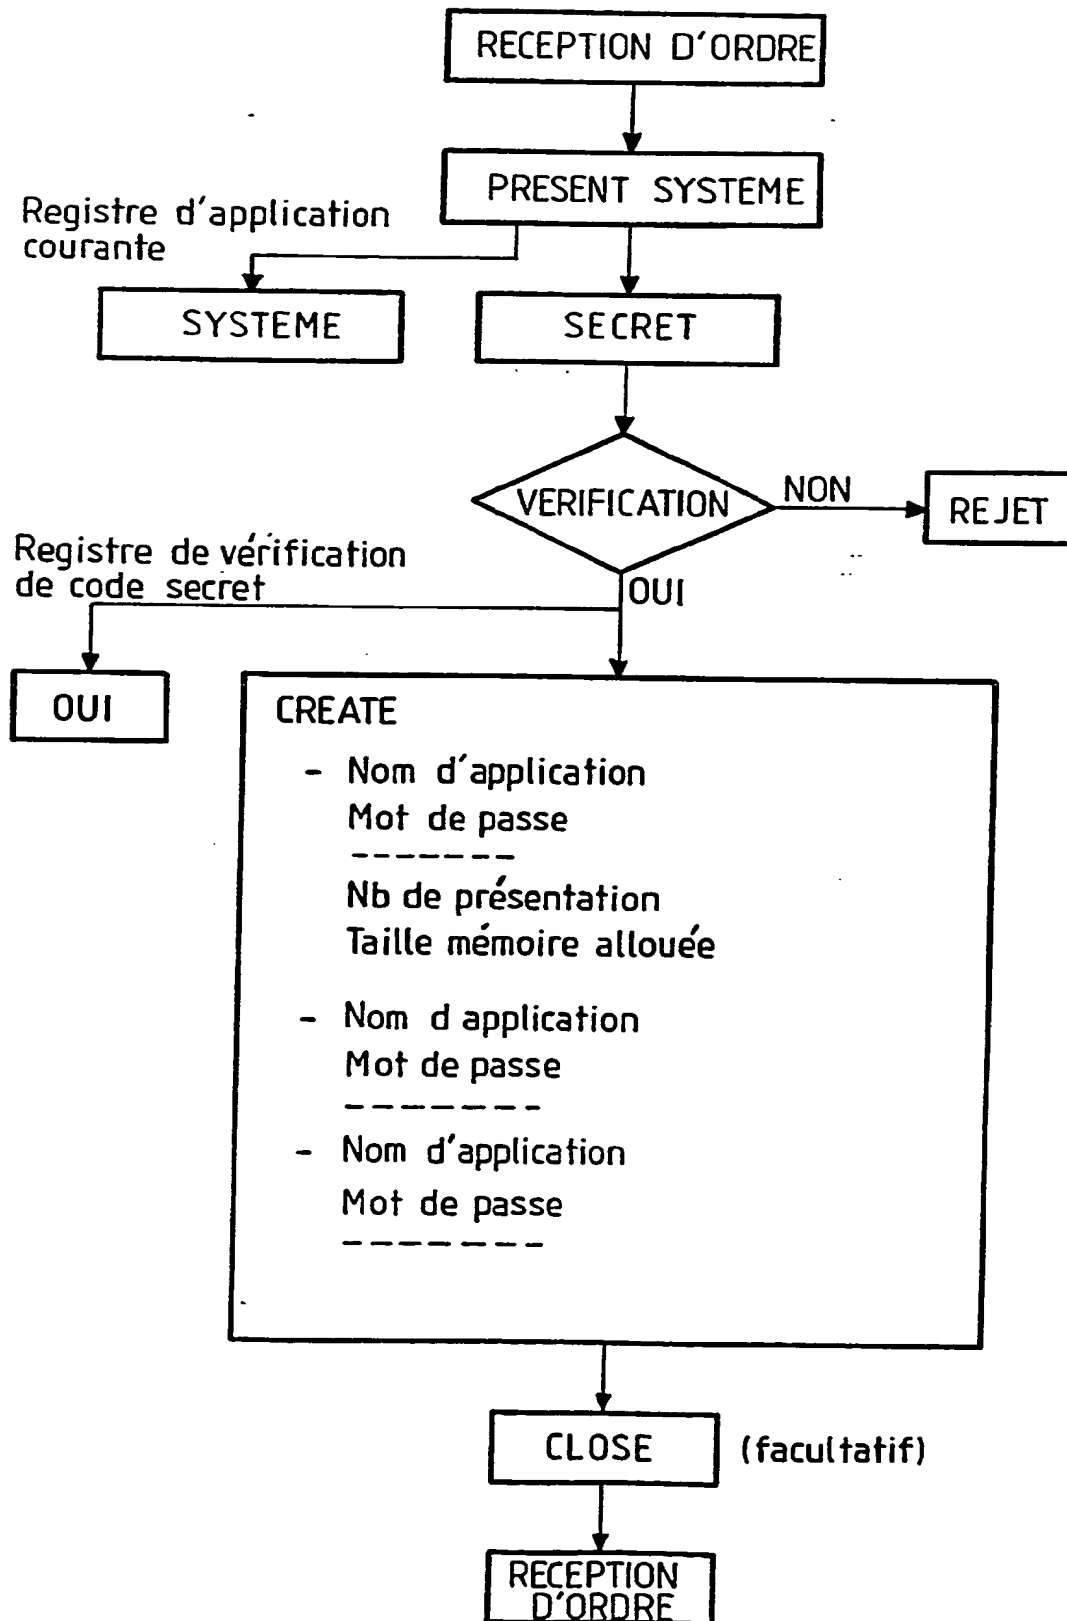 RECEPTION D'ORDRE
PRESENT SYSTEME
Registre d'application
courante
SYSTEME
SECRET
VERIFICATION
NON
REJET
Registre de vérification
de code secret
OUI
OUI
CREATE
- Nom d'application
Mot de passe
-------
Nb de présentation
Taille mémoire allouée
- Nom d application
Mot de passe
-------
- Nom d'application
Mot de passe
-------
CLOSE
(facultatif)
RECEPTION
D'ORDRE